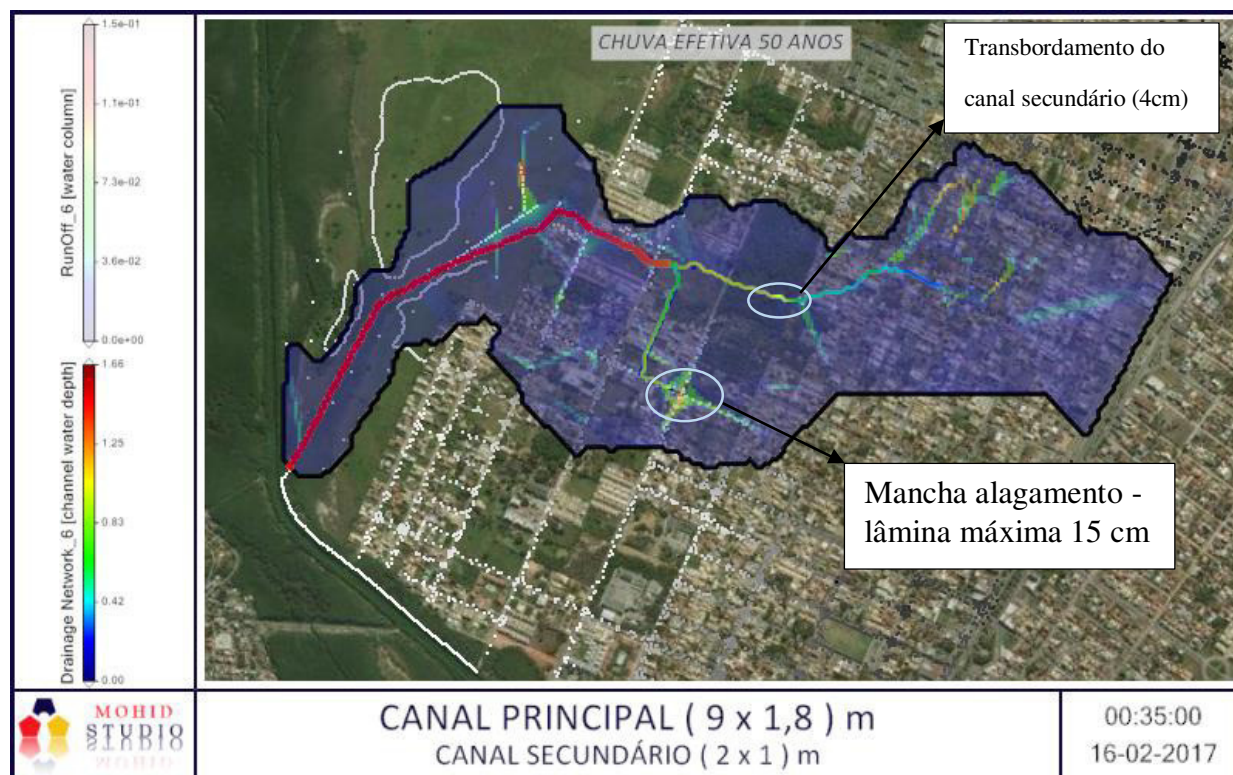 CHUVA EFETIVA 50 ANOS
Transbordamento do
canal secundário (4cm)
RunOff_6 [water column]
1.5e-01
1.1e-01
7.3e-02
3.6e-02
0.0e+00
Drainage Network_6 [channel water depth]
1.66
1.25
0.83
0.42
0.00
Mancha alagamento -
lâmina máxima 15 cm
MOHID
STUDIO
CANAL PRINCIPAL ( 9 x 1,8 ) m
CANAL SECUNDÁRIO ( 2 x 1 ) m
00:35:00
16-02-2017